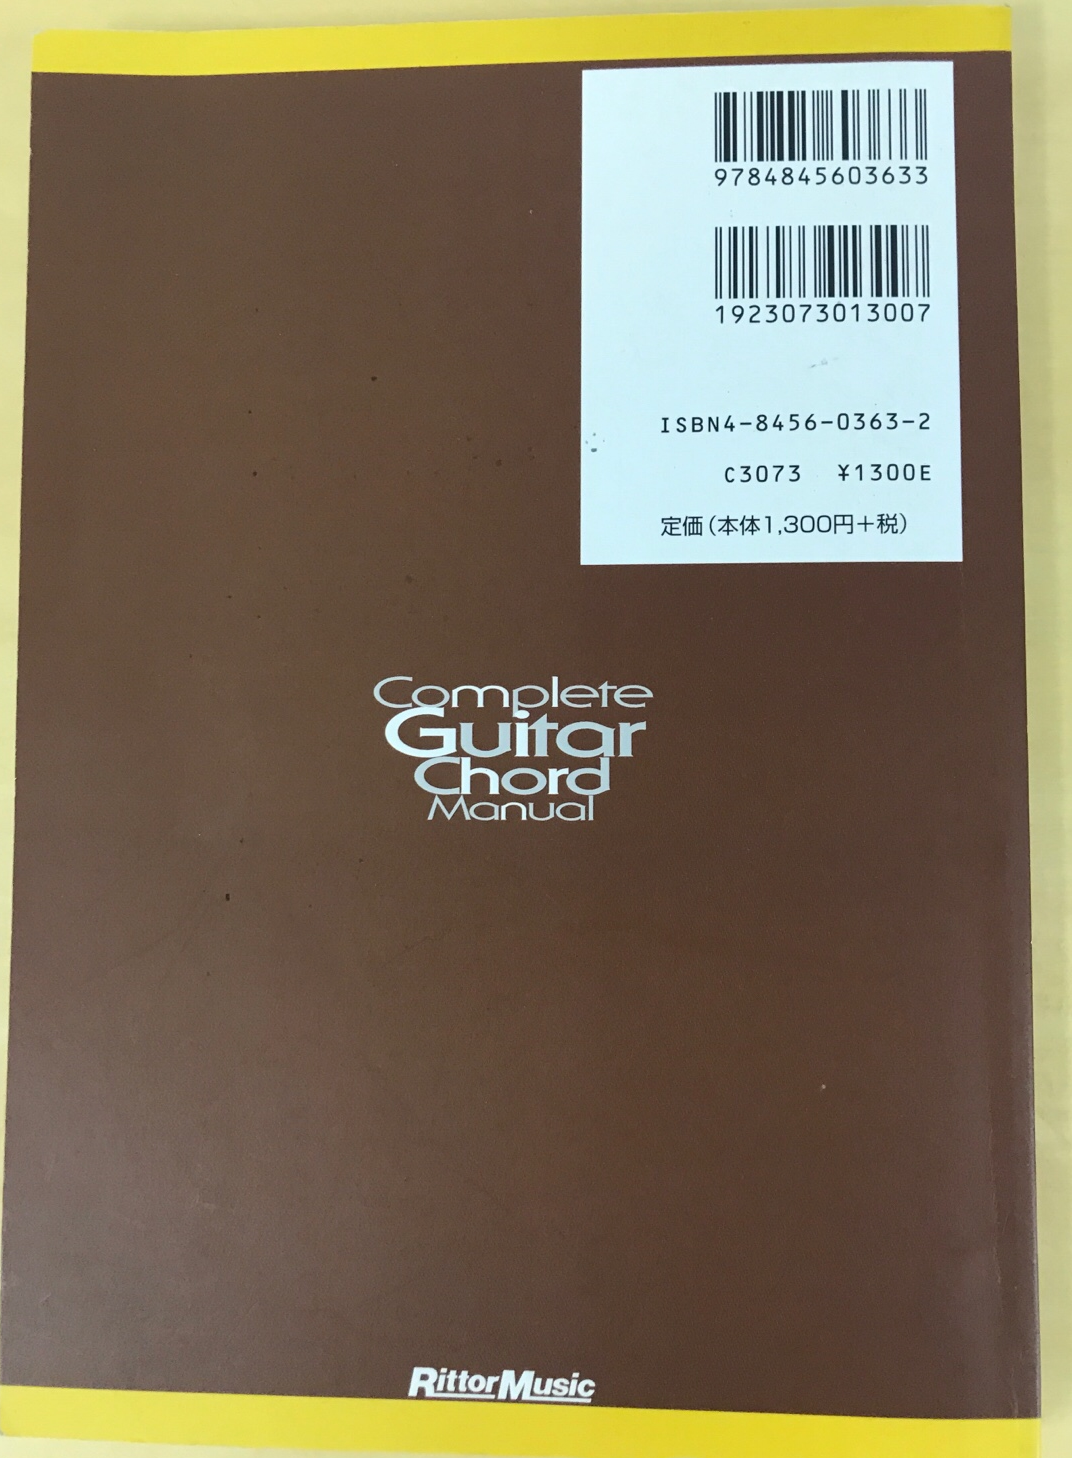 9784845603633
1923073013007
ISBN4-8456-0363-2
C3073 ¥1300E
定価(本体1,300円+税)
Complete
Guitar
Chord
Manual
RittorMusic